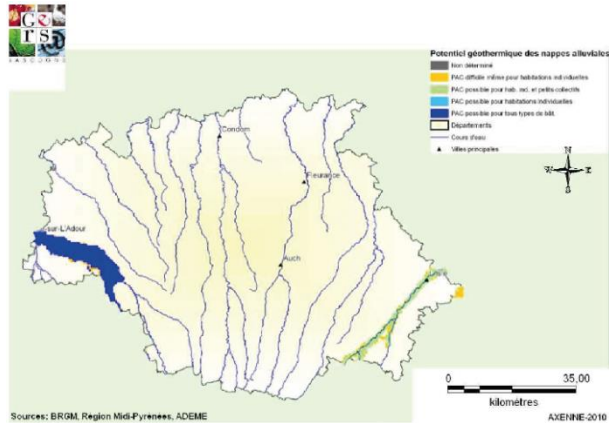 Gers
GASCOGNE
Potentiel géothermique des nappes alluviales
Non déterminé
PAC difficile même pour habitations individuelles
PAC possible pour hab. ind. et petits collectifs
PAC possible pour habitations individuelles
PAC possible pour tous types de bât.
Départements
Cours d'eau
Villes principales
N
W
E
S
Condom
Fleurance
sur-L'Adour
Auch
0
35,00
kilomètres
Sources: BRGM, Région Midi-Pyrénées, ADEME
AXENNE-2010